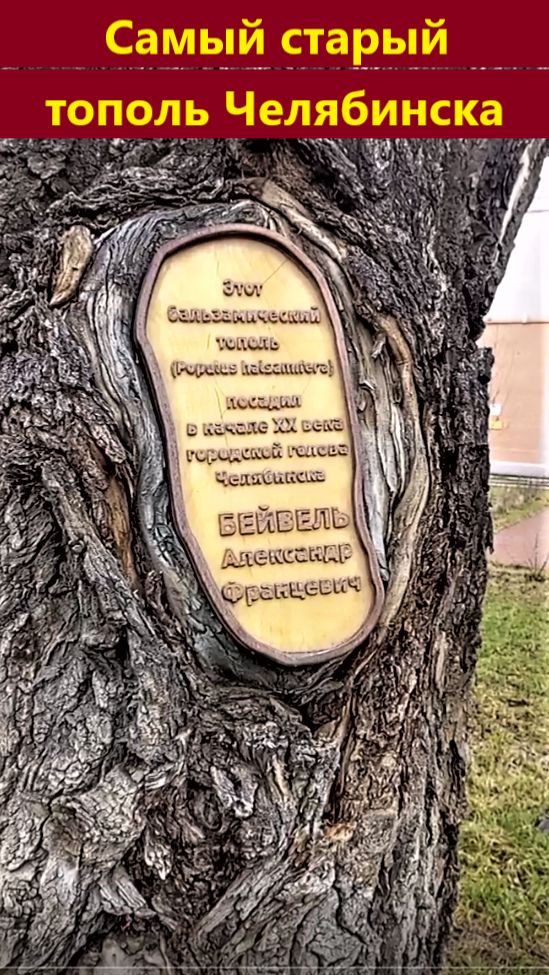 Самый старый
тополь Челябинска
Этот
бальзамический
тополь
(Populus balsamifera)
посадил
в начале XX века
городской голова
Челябинска
БЕЙВЕЛЬ
Александр
Францевич